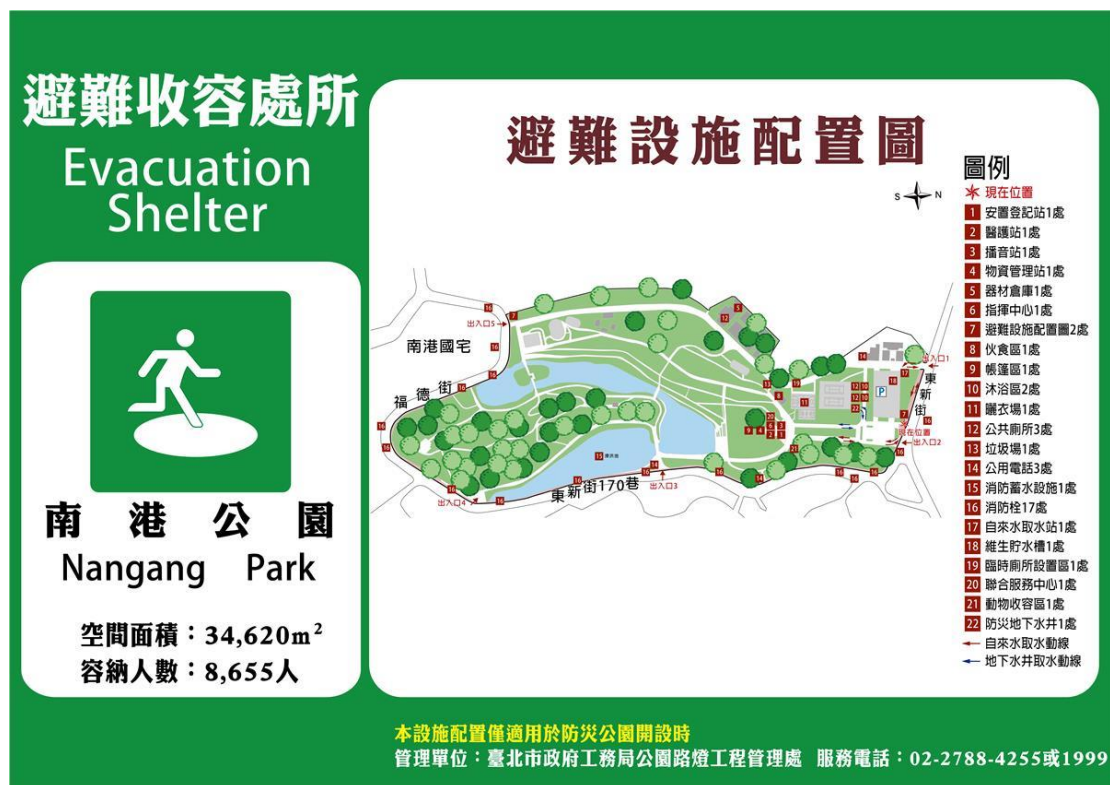 避難收容處所
Evacuation
Shelter
南港公園
Nangang Park
空間面積：34,620m²
容納人數：8,655人
避難設施配置圖
S N
圖例
現在位置
1 安置登記站1處
2 醫護站1處
3 播音站1處
4 物資管理站1處
5 器材倉庫1處
6 指揮中心1處
7 避難設施配置圖2處
8 伙食區1處
9 帳篷區1處
10 沐浴區2處
11 曬衣場1處
12 公共廁所3處
13 垃圾場1處
14 公用電話3處
15 消防蓄水設施1處
16 消防栓17處
17 自來水取水站1處
18 維生貯水槽1處
19 臨時廁所設置區1處
20 聯合服務中心1處
21 動物收容區1處
22 防災地下水井1處
自來水取水動線
地下水井取水動線
南港國宅
福德街
東新街170巷
東新街
出入口1
出入口2
出入口3
出入口4
出入口5
現在位置
P
本設施配置僅適用於防災公園開設時
管理單位：臺北市政府工務局公園路燈工程管理處 服務電話：02-2788-4255或1999